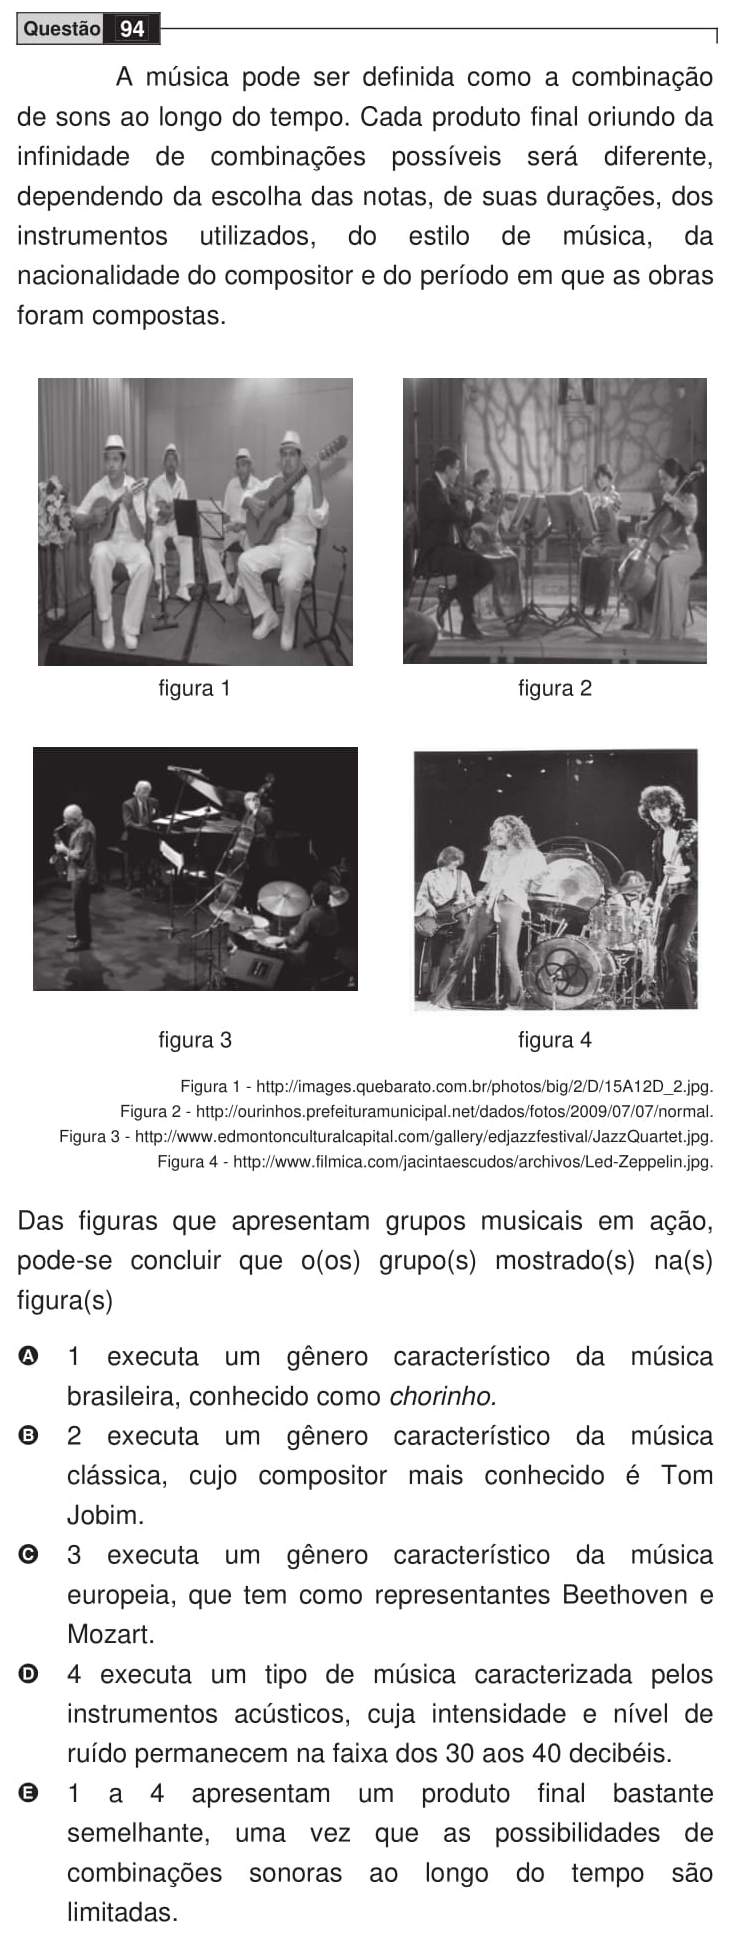 Questão 94
A música pode ser definida como a combinação
de sons ao longo do tempo. Cada produto final oriundo da
infinidade de combinações possíveis será diferente,
dependendo da escolha das notas, de suas durações, dos
instrumentos utilizados, do estilo de música, da
nacionalidade do compositor e do período em que as obras
foram compostas.
figura 1
figura 2
figura 3
figura 4
Figura 1 - http://images.quebarato.com.br/photos/big/2/D/15A12D_2.jpg.
Figura 2 - http://ourinhos.prefeituramunicipal.net/dados/fotos/2009/07/07/normal.
Figura 3 - http://www.edmontonculturalcapital.com/gallery/edjazzfestival/JazzQuartet.jpg.
Figura 4 - http://www.filmica.com/jacintaescudos/archivos/Led-Zeppelin.jpg.
Das figuras que apresentam grupos musicais em ação,
pode-se concluir que o(os) grupo(s) mostrado(s) na(s)
figura(s)
A 1 executa um gênero característico da música
brasileira, conhecido como chorinho.
B 2 executa um gênero característico da música
clássica, cujo compositor mais conhecido é Tom
Jobim.
C 3 executa um gênero característico da música
europeia, que tem como representantes Beethoven e
Mozart.
D 4 executa um tipo de música caracterizada pelos
instrumentos acústicos, cuja intensidade e nível de
ruído permanecem na faixa dos 30 aos 40 decibéis.
E 1 a 4 apresentam um produto final bastante
semelhante, uma vez que as possibilidades de
combinações sonoras ao longo do tempo são
limitadas.